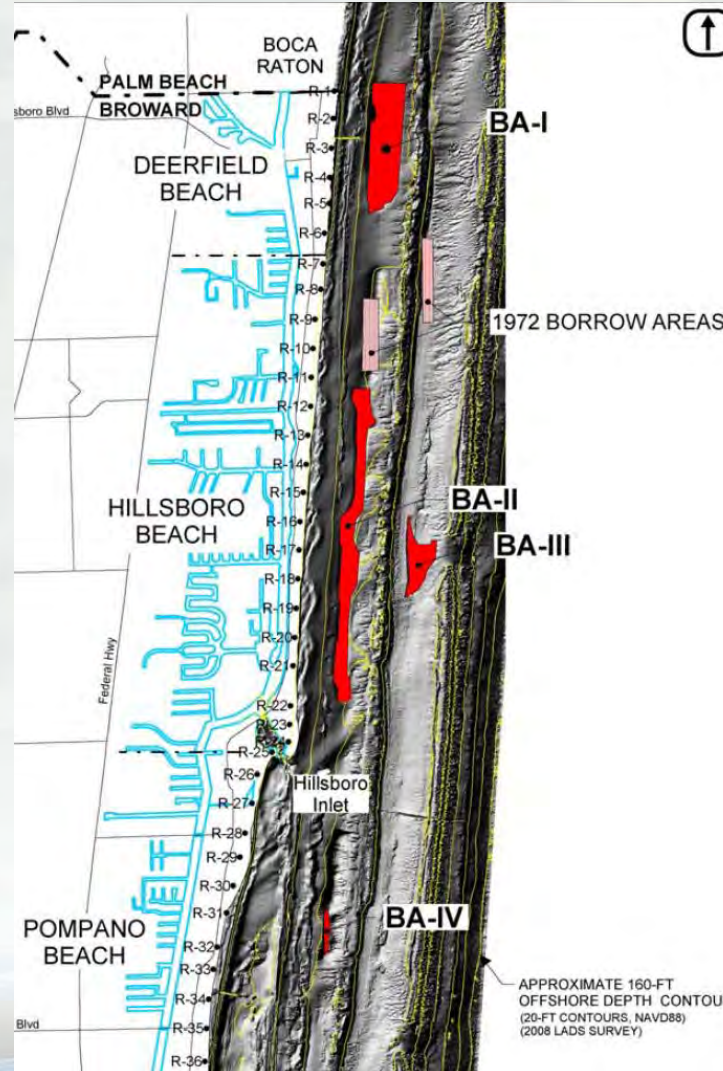 BOCA
RATON
PALM BEACH
BROWARD
sboro Blvd
R-1
R-2
R-3
R-4
R-5
R-6
R-7
R-8
R-9
R-10
R-11
R-12
R-13
R-14
R-15
R-16
R-17
R-18
R-19
R-20
R-21
R-22
R-23
R-25
R-26
R-27
R-28
R-29
R-30
R-31
R-32
R-33
R-34
R-35
R-36
BA-I
DEERFIELD
BEACH
1972 BORROW AREAS
HILLSBORO
BEACH
BA-II
BA-III
Federal Hwy
Hillsboro
Inlet
BA-IV
POMPANO
BEACH
APPROXIMATE 160-FT
OFFSHORE DEPTH CONTOU
(20-FT CONTOURS, NAVD88)
(2008 LADS SURVEY)
Blvd